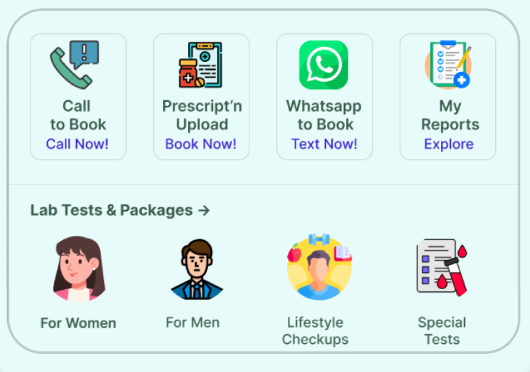 Call
to Book
Call Now!
Prescript'n
Upload
Book Now!
Whatsapp
to Book
Text Now!
My
Reports
Explore
Lab Tests & Packages →
For Women
For Men
Lifestyle
Checkups
Special
Tests